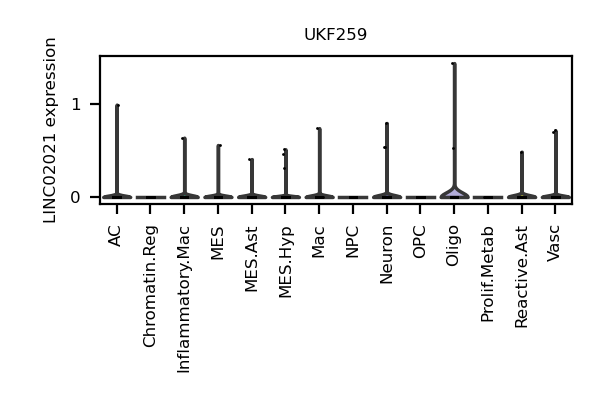 UKF259
LINC02021 expression
1
0
AC
Chromatin.Reg
Inflammatory.Mac
MES
MES.Ast
MES.Hyp
Mac
NPC
Neuron
OPC
Oligo
Prolif.Metab
Reactive.Ast
Vasc